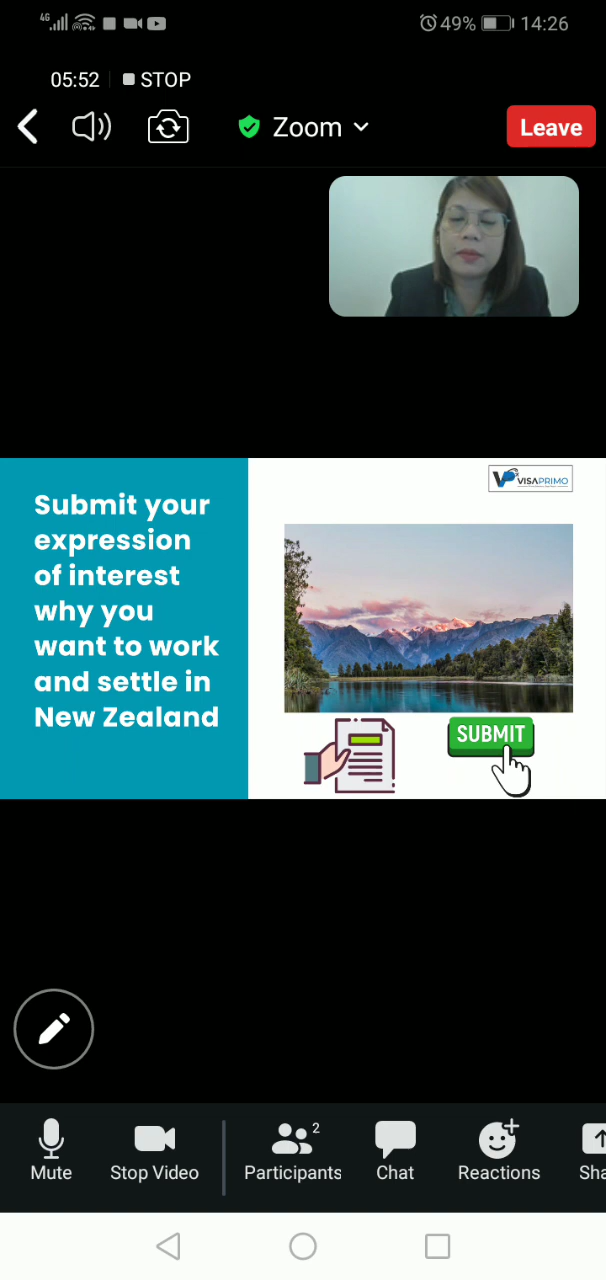 4G
49%
14:26
05:52
STOP
Zoom
Leave
VISAPRIMO
Submit your
expression
of interest
why you
want to work
and settle in
New Zealand
SUBMIT
2
Mute
Stop Video
Participants
Chat
Reactions
Sha